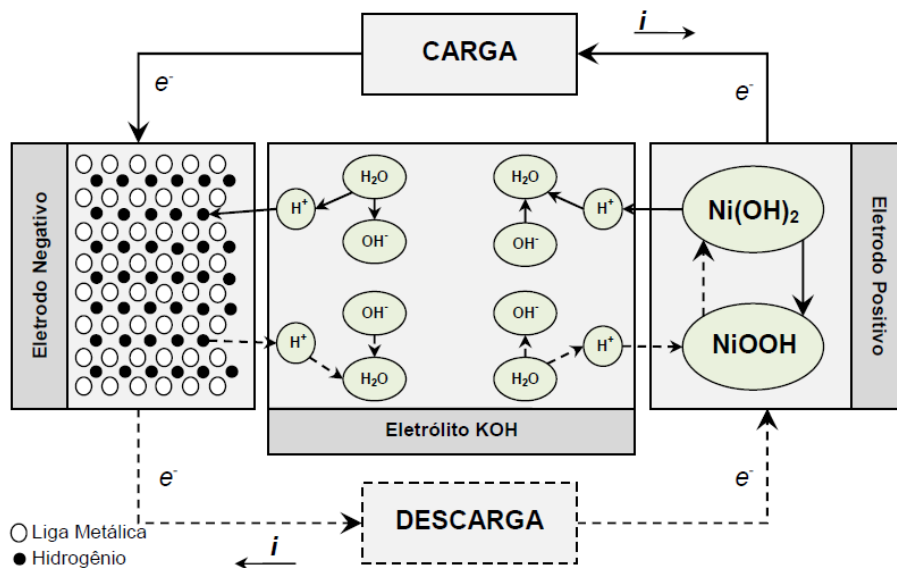 i
CARGA
e-
e-
Eletrodo Negativo
H₂O
H⁺
OH⁻
H₂O
H⁺
OH⁻
Ni(OH)₂
OH⁻
H⁺
H₂O
OH⁻
H⁺
H₂O
NiOOH
Eletrodo Positivo
Eletrólito KOH
e-
e-
DESCARGA
i
Liga Metálica
Hidrogênio